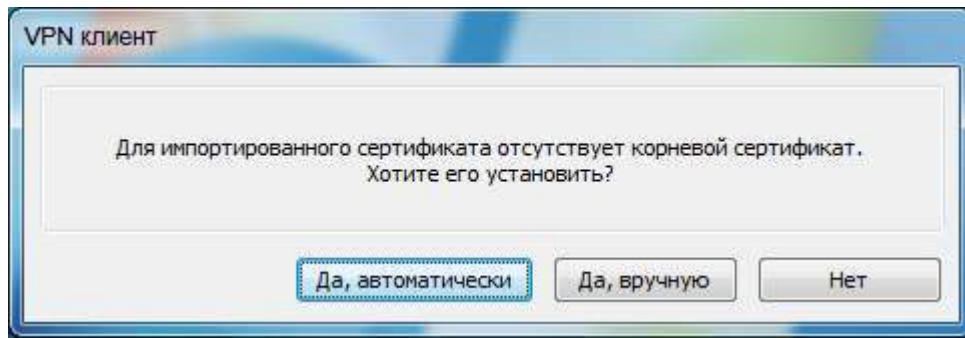 VPN клиент
Для импортированного сертификата отсутствует корневой сертификат.
Хотите его установить?
Да, автоматически
Да, вручную
Нет